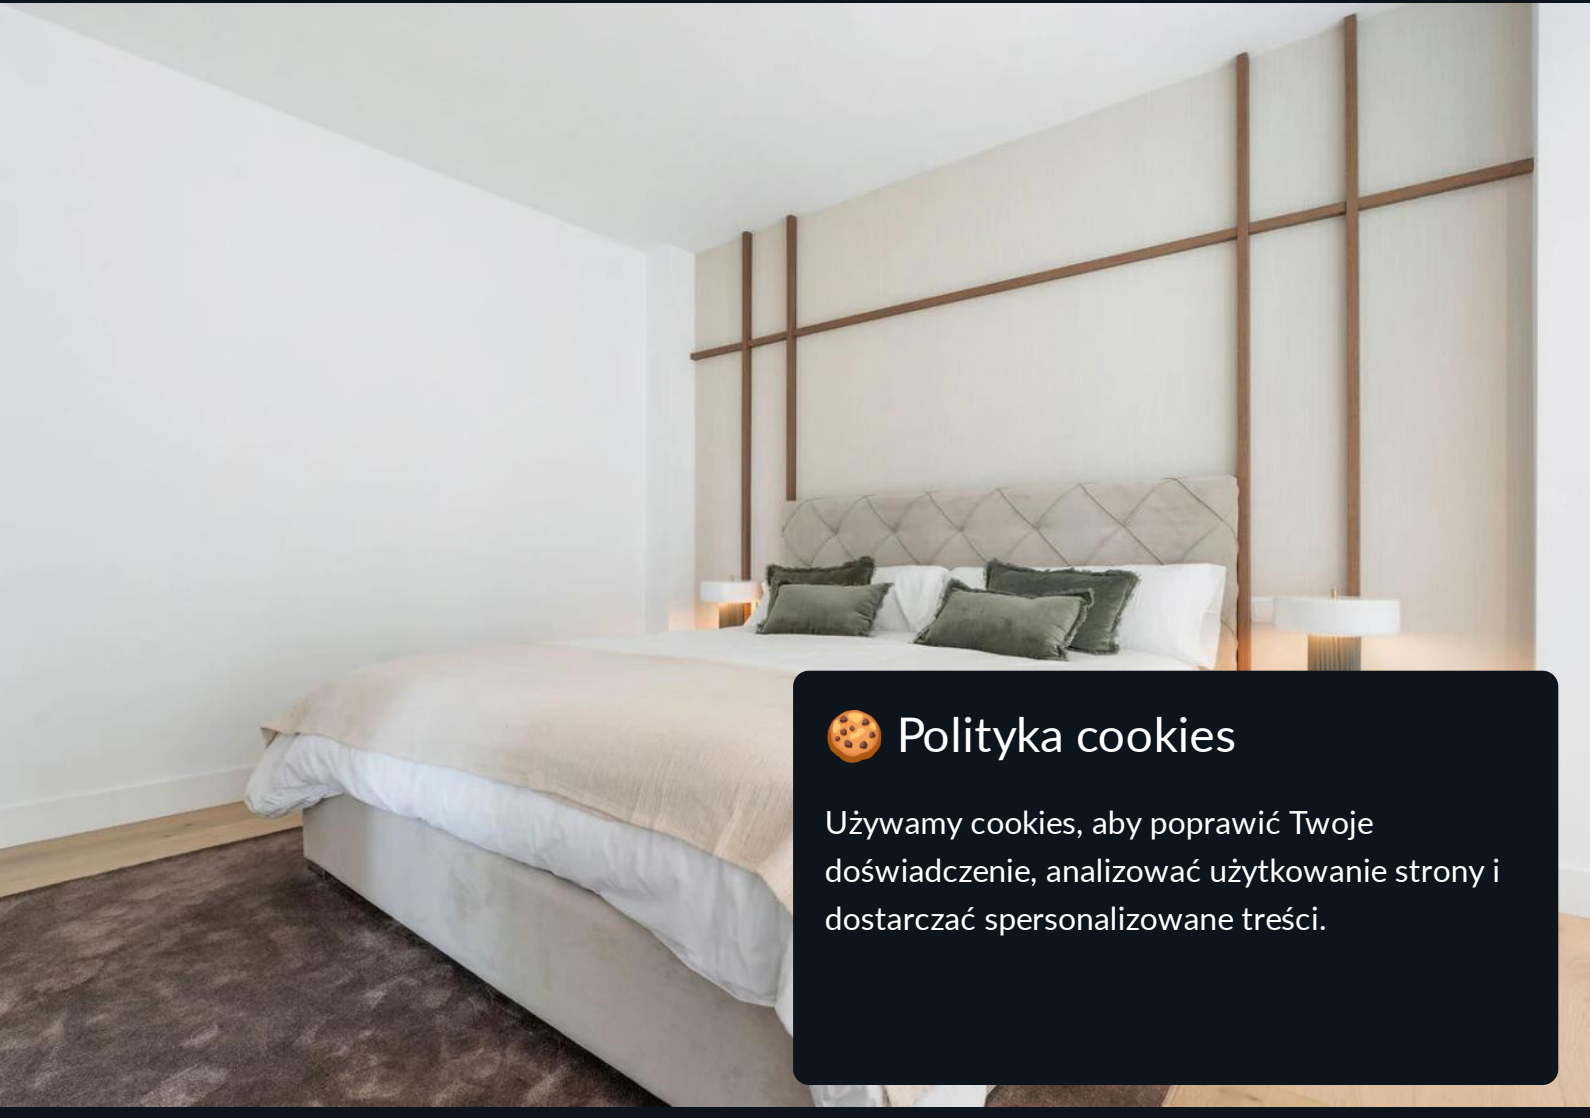 🍪 Polityka cookies
Używamy cookies, aby poprawić Twoje
doświadczenie, analizować użytkowanie strony i
dostarczać spersonalizowane treści.